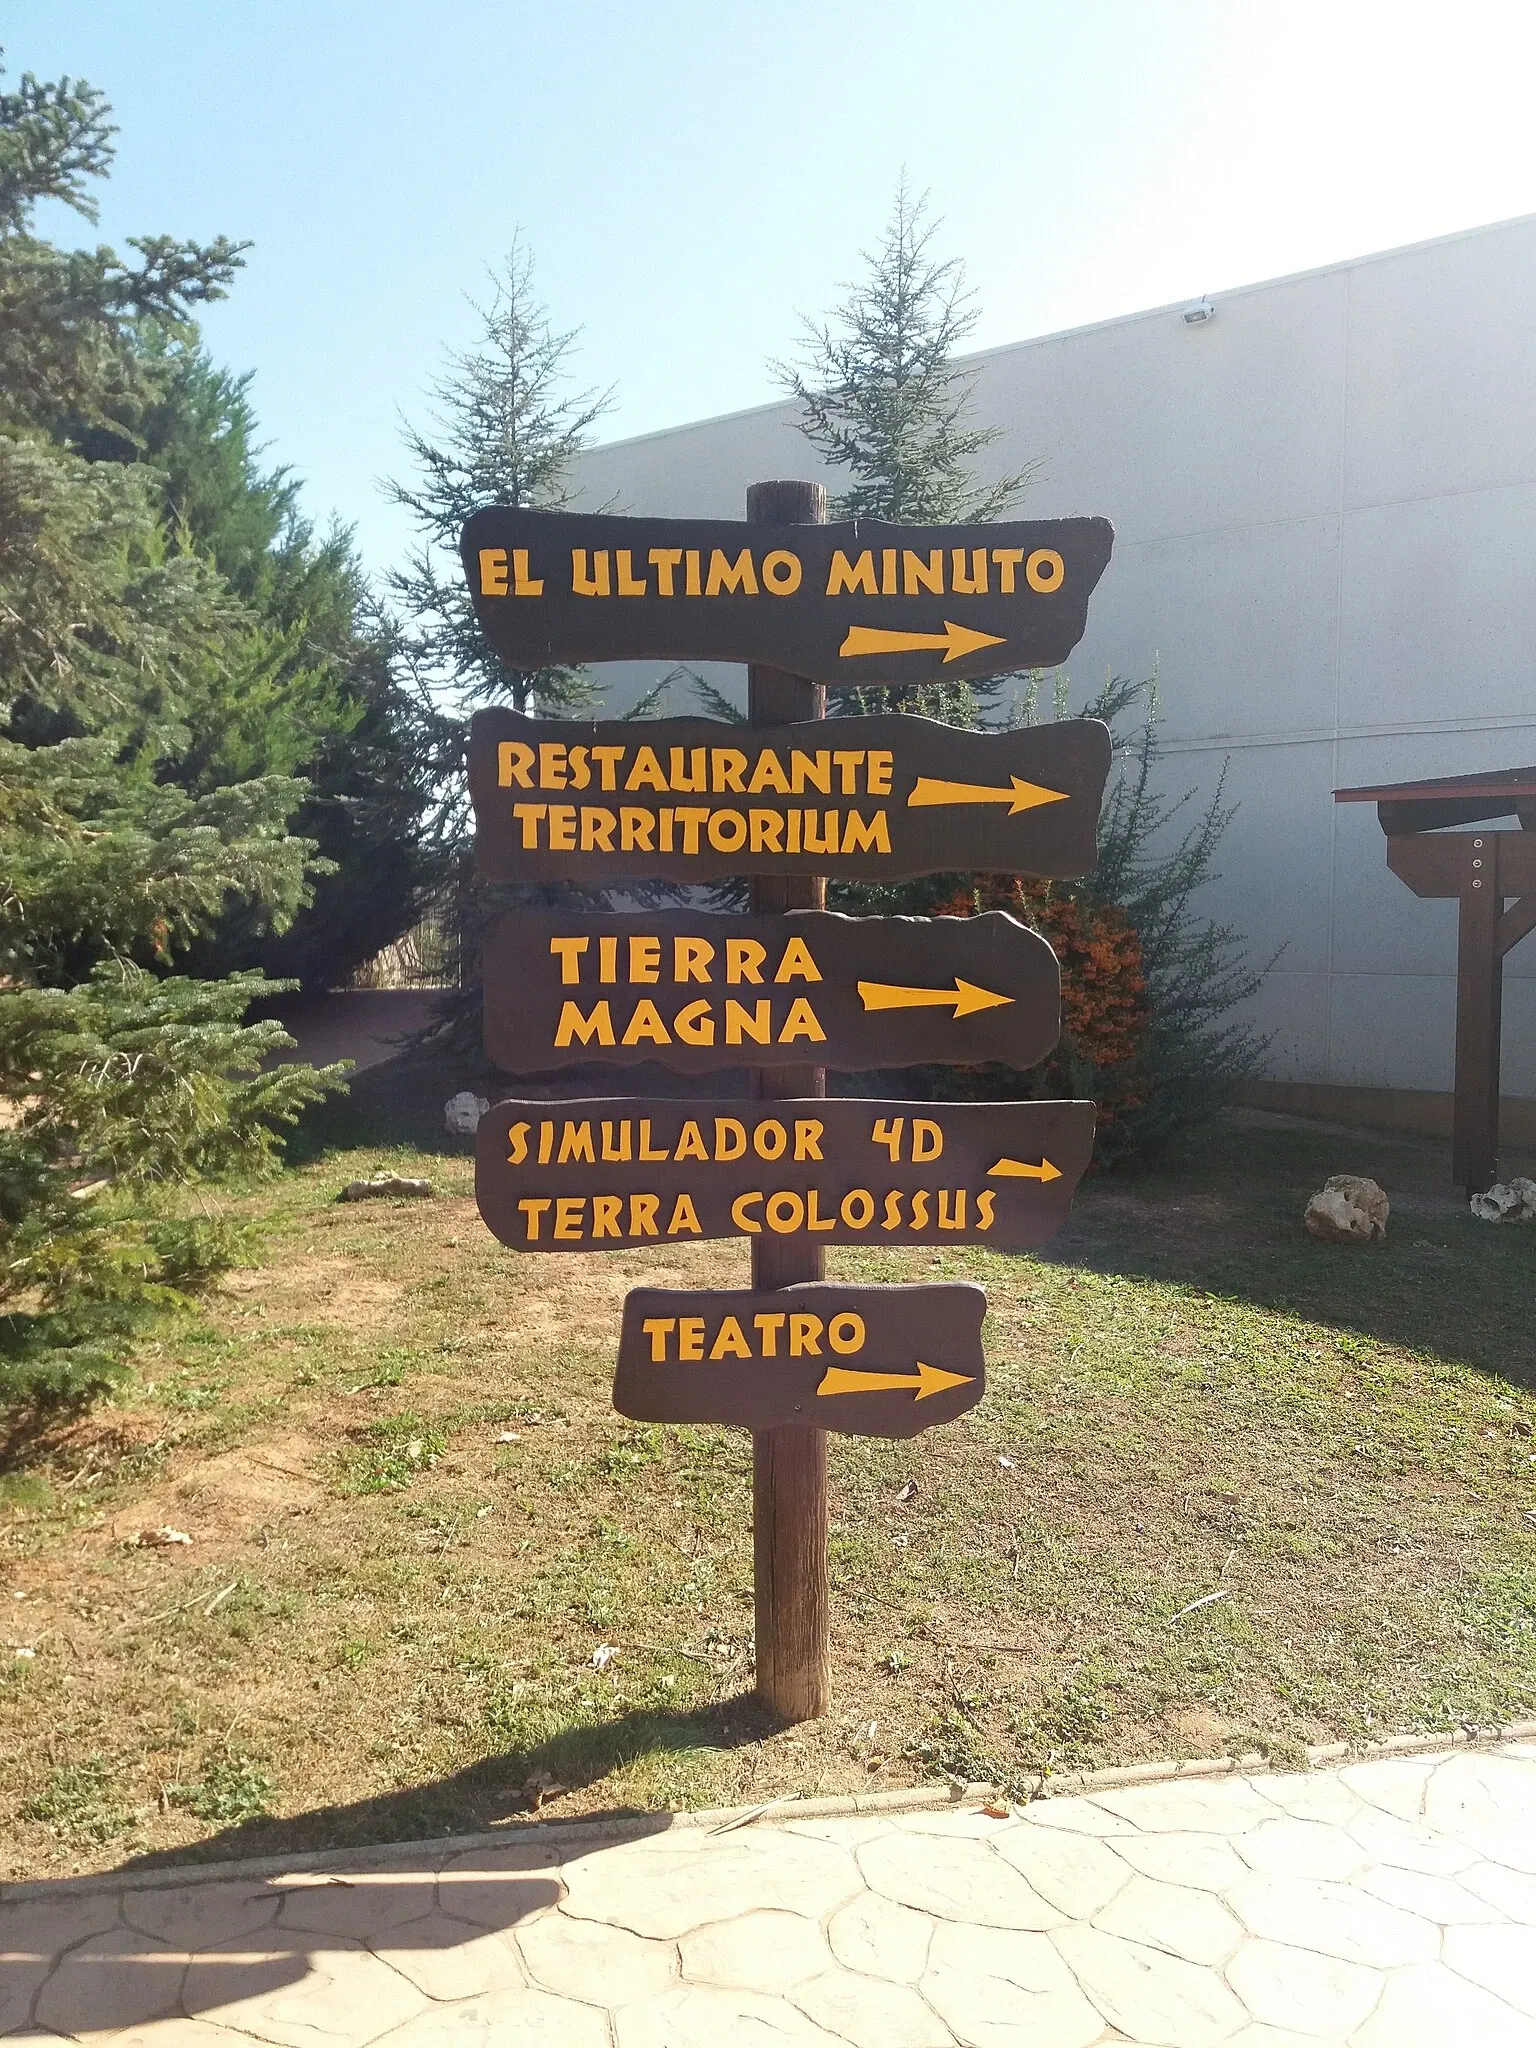 EL ULTIMO MINUTO
RESTAURANTE
TERRITORIUM
TIERRA
MAGNA
SIMULADOR 4D
TERRA COLOSSUS
TEATRO